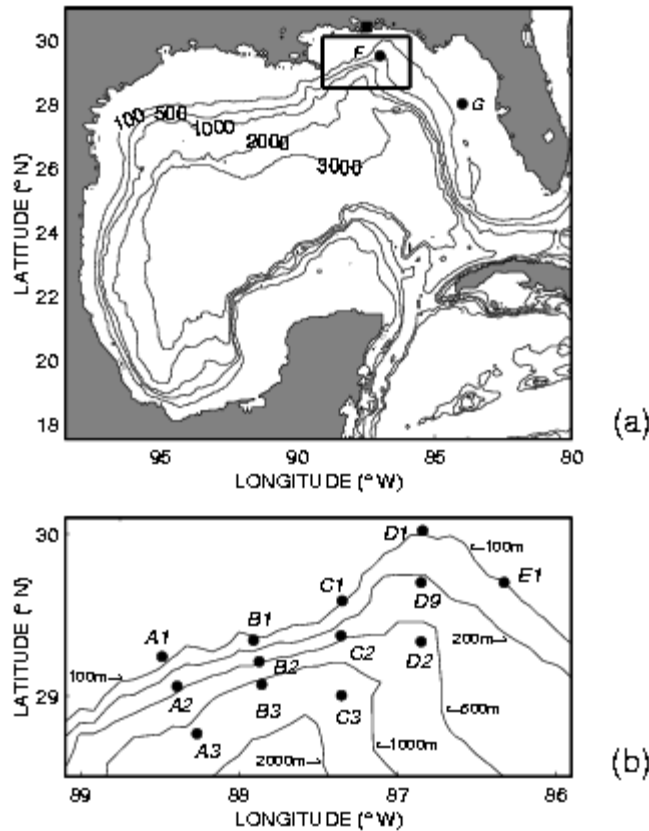 30
28
26
24
22
20
18
LATITUDE (° N)
F
G
100
500
1000
2000
3000
95
90
85
80
LONGITUDE (° W)
(a)
30
29
LATITUDE (° N)
D1
100m
E1
C1
D9
B1
A1
200m
C2
D2
100m
B2
A2
500m
B3
C3
A3
1000m
2000m
99
88
87
86
LONGITUDE (° W)
(b)